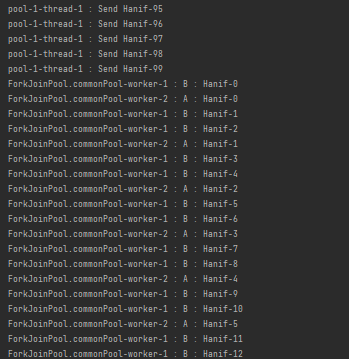 pool-1-thread-1 : Send Hanif-95
pool-1-thread-1 : Send Hanif-96
pool-1-thread-1 : Send Hanif-97
pool-1-thread-1 : Send Hanif-98
pool-1-thread-1 : Send Hanif-99
ForkJoinPool.commonPool-worker-1 : B : Hanif-0
ForkJoinPool.commonPool-worker-2 : A : Hanif-0
ForkJoinPool.commonPool-worker-1 : B : Hanif-1
ForkJoinPool.commonPool-worker-1 : B : Hanif-2
ForkJoinPool.commonPool-worker-2 : A : Hanif-1
ForkJoinPool.commonPool-worker-1 : B : Hanif-3
ForkJoinPool.commonPool-worker-1 : B : Hanif-4
ForkJoinPool.commonPool-worker-2 : A : Hanif-2
ForkJoinPool.commonPool-worker-1 : B : Hanif-5
ForkJoinPool.commonPool-worker-1 : B : Hanif-6
ForkJoinPool.commonPool-worker-2 : A : Hanif-3
ForkJoinPool.commonPool-worker-1 : B : Hanif-7
ForkJoinPool.commonPool-worker-1 : B : Hanif-8
ForkJoinPool.commonPool-worker-2 : A : Hanif-4
ForkJoinPool.commonPool-worker-1 : B : Hanif-9
ForkJoinPool.commonPool-worker-1 : B : Hanif-10
ForkJoinPool.commonPool-worker-2 : A : Hanif-5
ForkJoinPool.commonPool-worker-1 : B : Hanif-11
ForkJoinPool.commonPool-worker-1 : B : Hanif-12